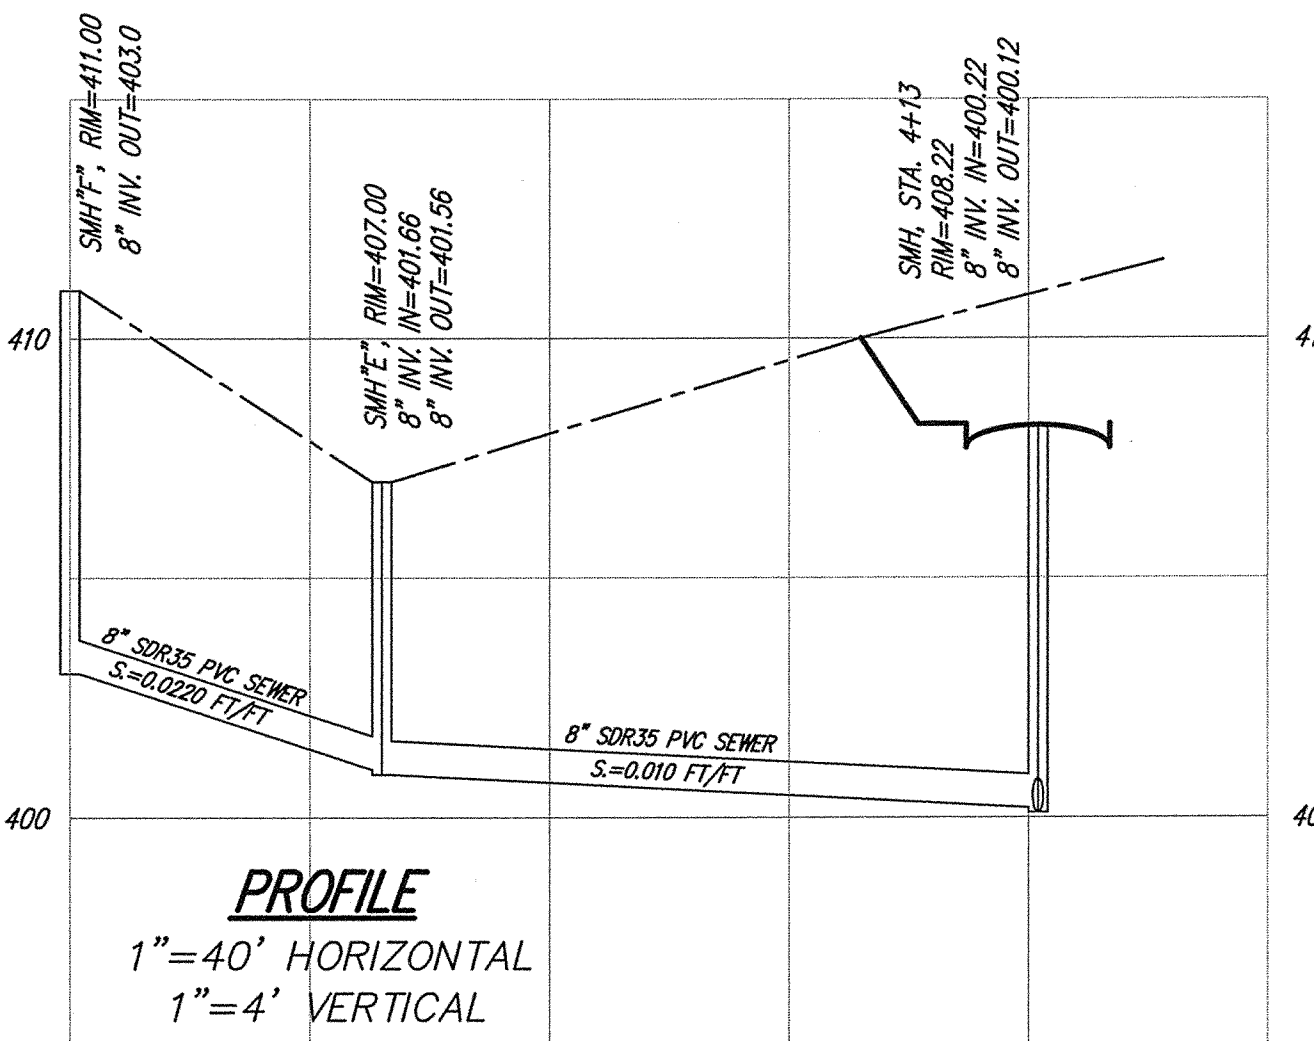 SMH"F", RIM=411.00
8" INV. OUT=403.0
SMH"E", RIM=407.00
8" INV. IN=401.66
8" INV. OUT=401.56
SMH, STA. 4+13
RIM=408.22
8" INV. IN=400.22
8" INV. OUT=400.12
410
8" SDR35 PVC SEWER
S.=0.0220 FT/FT
8" SDR35 PVC SEWER
S.=0.010 FT/FT
400
PROFILE
1"=40' HORIZONTAL
1"=4' VERTICAL